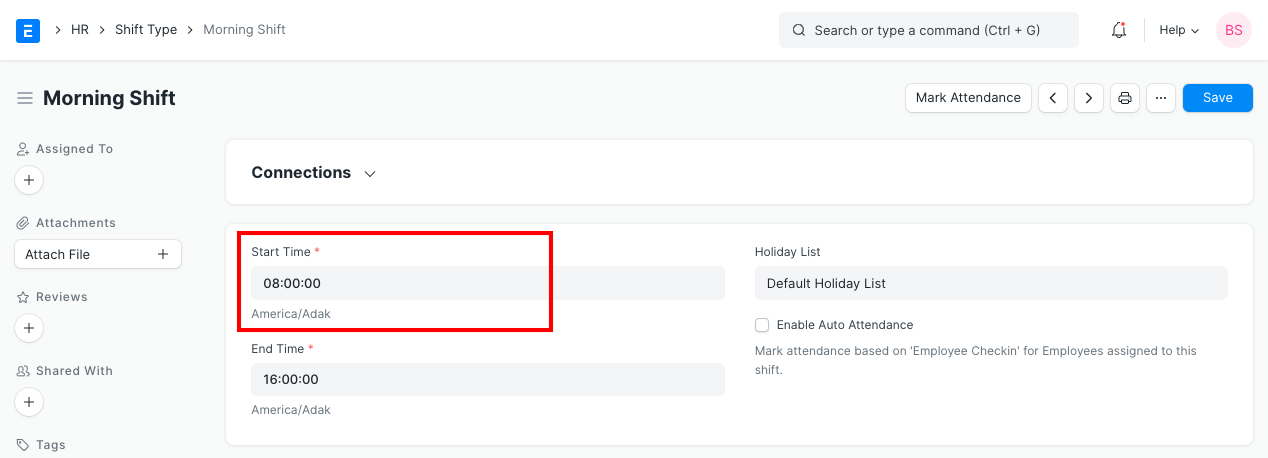 E HR Shift Type Morning Shift
Search or type a command (Ctrl + G)
Help
BS
Morning Shift
Mark Attendance
Save
Assigned To
Attachments
Attach File
Reviews
Shared With
Tags
Connections
Start Time *
08:00:00
America/Adak
End Time *
16:00:00
America/Adak
Holiday List
Default Holiday List
Enable Auto Attendance
Mark attendance based on 'Employee Checkin' for Employees assigned to this
shift.